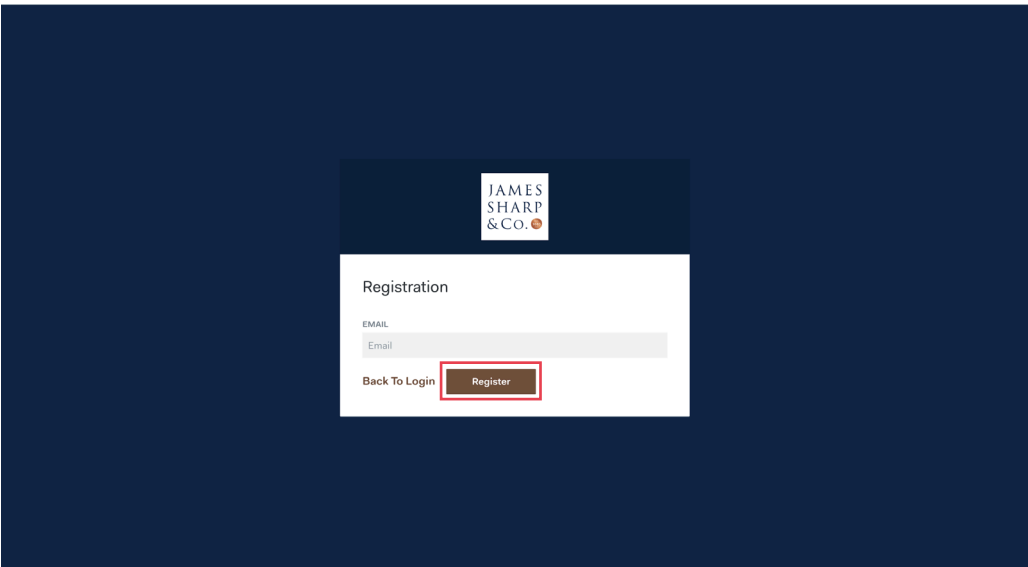 JAMES
SHARP
& CO.
Registration
EMAIL
Email
Back To Login Register